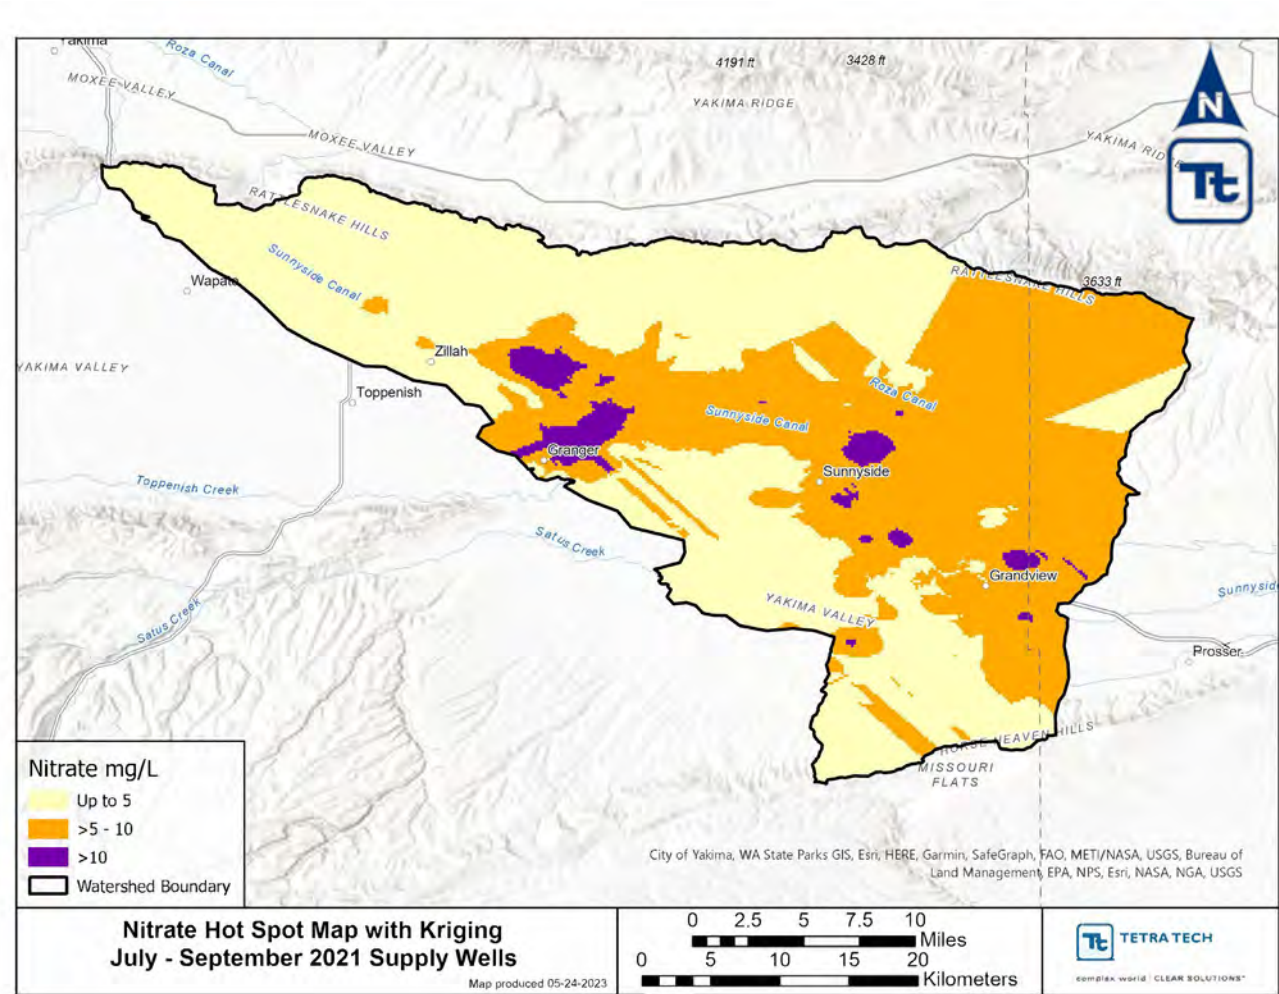 Yakima
Roza Canal
MOXEE VALLEY
4191 ft
3428 ft
YAKIMA RIDGE
N
MOXEE VALLEY
YAKIMA RIDGE
Tt
RATTLESNAKE HILLS
Sunnyside Canal
Wapato
RATTLESNAKE HILLS
3633 ft
Zillah
YAKIMA VALLEY
Toppenish
Roza Canal
Sunnyside Canal
Granger
Sunnyside
Toppenish Creek
Satus Creek
Grandview
Sunnyside
YAKIMA VALLEY
Satus Creek
Prosser
HORSE HEAVEN HILLS
MISSOURI
FLATS
Nitrate mg/L
Up to 5
>5 - 10
>10
Watershed Boundary
City of Yakima, WA State Parks GIS, Esri, HERE, Garmin, SafeGraph, FAO, METI/NASA, USGS, Bureau of
Land Management, EPA, NPS, Esri, NASA, NGA, USGS
Nitrate Hot Spot Map with Kriging
July - September 2021 Supply Wells
Map produced 05-24-2023
0 2.5 5 7.5 10
Miles
0 5 10 15 20
Kilometers
Tt TETRA TECH
complex world | CLEAR SOLUTIONS™